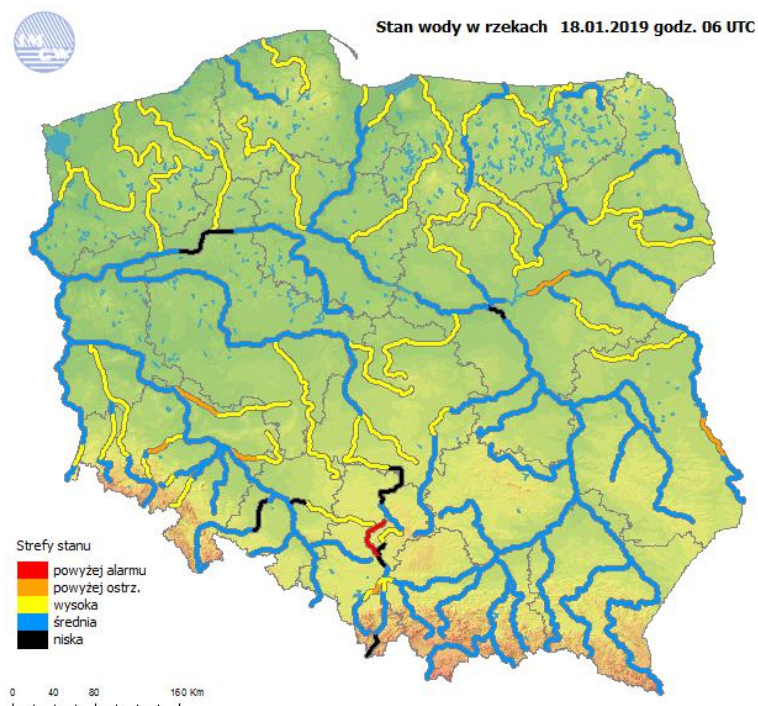 IMGW
Stan wody w rzekach 18.01.2019 godz. 06 UTC
Strefy stanu
powyżej alarmu
powyżej ostrz.
wysoka
średnia
niska
0 40 80 160 Km